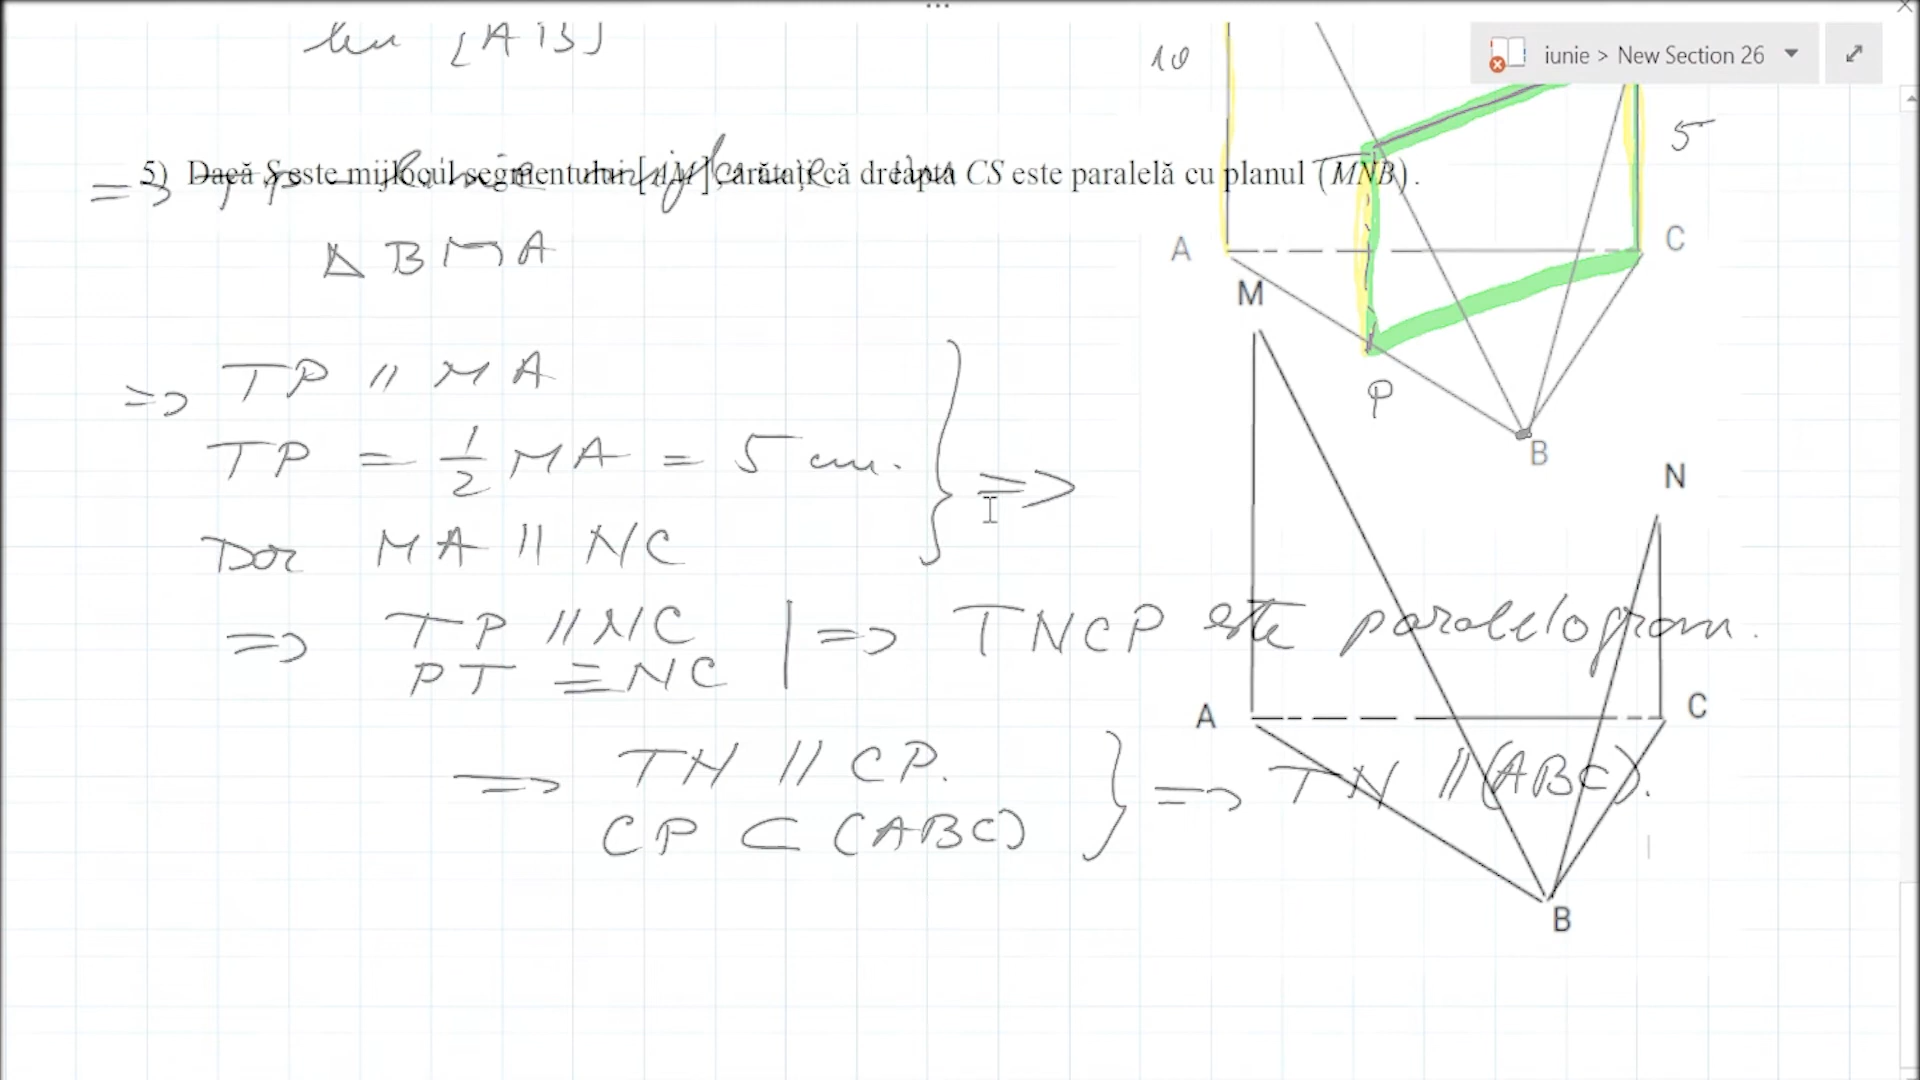 iunie > New Section 26
[AB]
10
5
5) Dacă S este mijlocul segmentului [AM], arătați că dreapta CS este paralelă cu planul (MNB).
=>
Δ BMA
A
C
M
=> TP // MA
P
TP = 1/2 MA = 5 cm.
B
=>
N
Dar MA || NC
=> TP // NC
PT ≡ NC
=> TNCP este paralelogram.
A
C
=> TN // CP.
CP ⊂ (ABC)
=> TN // (ABC).
B